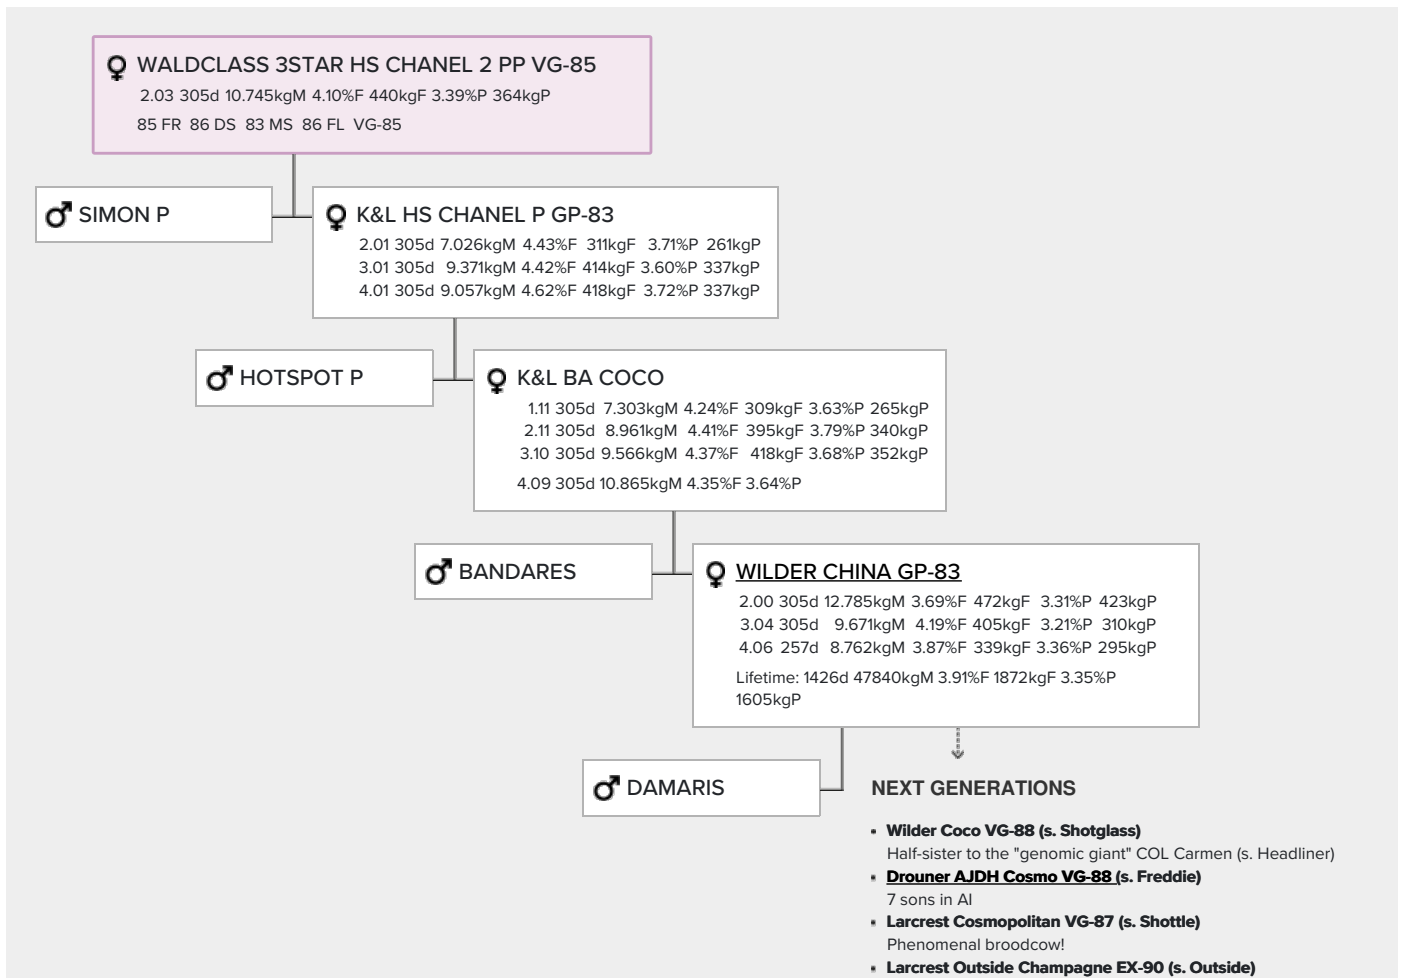 WALDCLASS 3STAR HS CHANEL 2 PP VG-85
2.03 305d 10.745kgM 4.10%F 440kgF 3.39%P 364kgP
85 FR 86 DS 83 MS 86 FL VG-85
SIMON P
K&L HS CHANEL P GP-83
2.01 305d 7.026kgM 4.43%F 311kgF 3.71%P 261kgP
3.01 305d 9.371kgM 4.42%F 414kgF 3.60%P 337kgP
4.01 305d 9.057kgM 4.62%F 418kgF 3.72%P 337kgP
HOTSPOT P
K&L BA COCO
1.11 305d 7.303kgM 4.24%F 309kgF 3.63%P 265kgP
2.11 305d 8.961kgM 4.41%F 395kgF 3.79%P 340kgP
3.10 305d 9.566kgM 4.37%F 418kgF 3.68%P 352kgP
4.09 305d 10.865kgM 4.35%F 3.64%P
BANDARES
WILDER CHINA GP-83
2.00 305d 12.785kgM 3.69%F 472kgF 3.31%P 423kgP
3.04 305d 9.671kgM 4.19%F 405kgF 3.21%P 310kgP
4.06 257d 8.762kgM 3.87%F 339kgF 3.36%P 295kgP
Lifetime: 1426d 47840kgM 3.91%F 1872kgF 3.35%P
1605kgP
DAMARIS
NEXT GENERATIONS
Wilder Coco VG-88 (s. Shotglass)
Half-sister to the "genomic giant" COL Carmen (s. Headliner)
Drouner AJDH Cosmo VG-88 (s. Freddie)
7 sons in AI
Larcrest Cosmopolitan VG-87 (s. Shottle)
Phenomenal broodcow!
Larcrest Outside Champagne EX-90 (s. Outside)